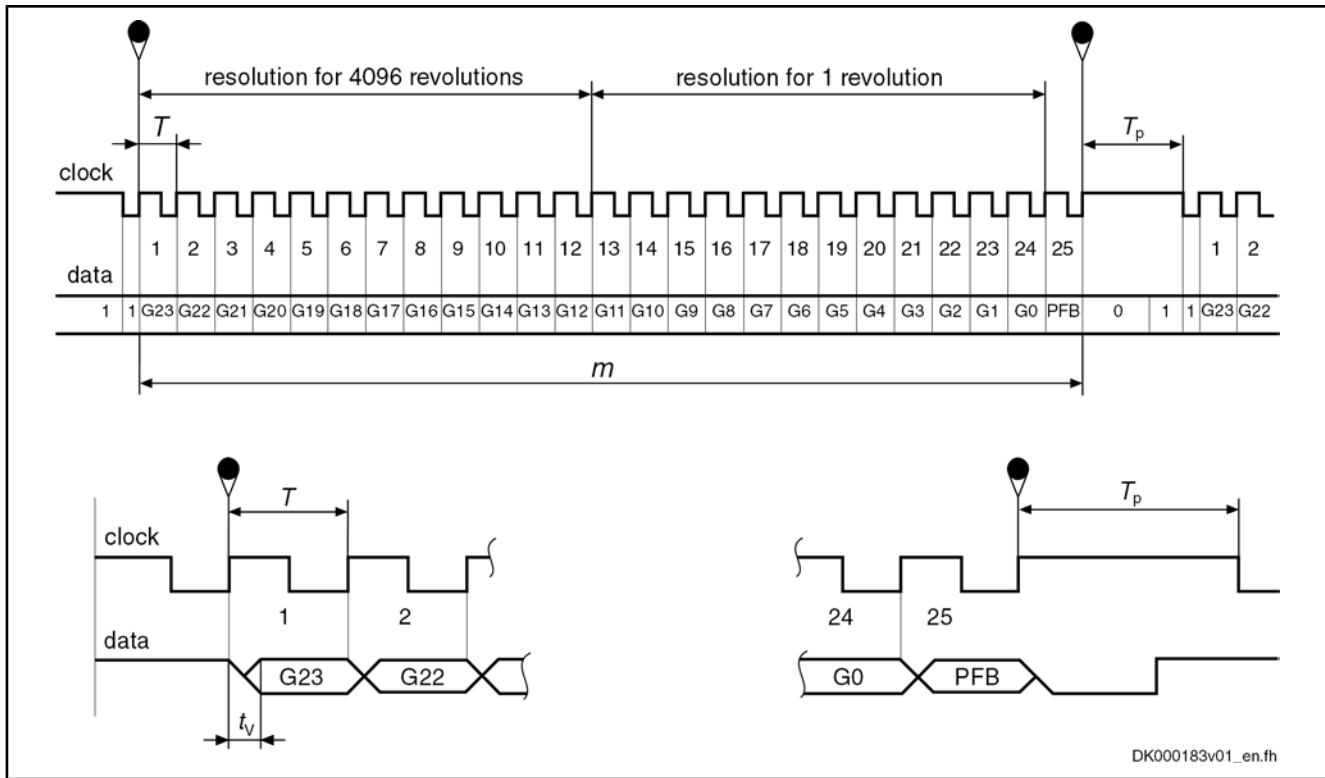 resolution for 4096 revolutions resolution for 1 revolution
T Tp
clock
1 2 3 4 5 6 7 8 9 10 11 12 13 14 15 16 17 18 19 20 21 22 23 24 25 1 2
data
1 1 G23 G22 G21 G20 G19 G18 G17 G16 G15 G14 G13 G12 G11 G10 G9 G8 G7 G6 G5 G4 G3 G2 G1 G0 PFB 0 1 1 G23 G22
m
T Tp
clock
1 2 24 25
data
G23 G22 G0 PFB
tV
DK000183v01_en.fh